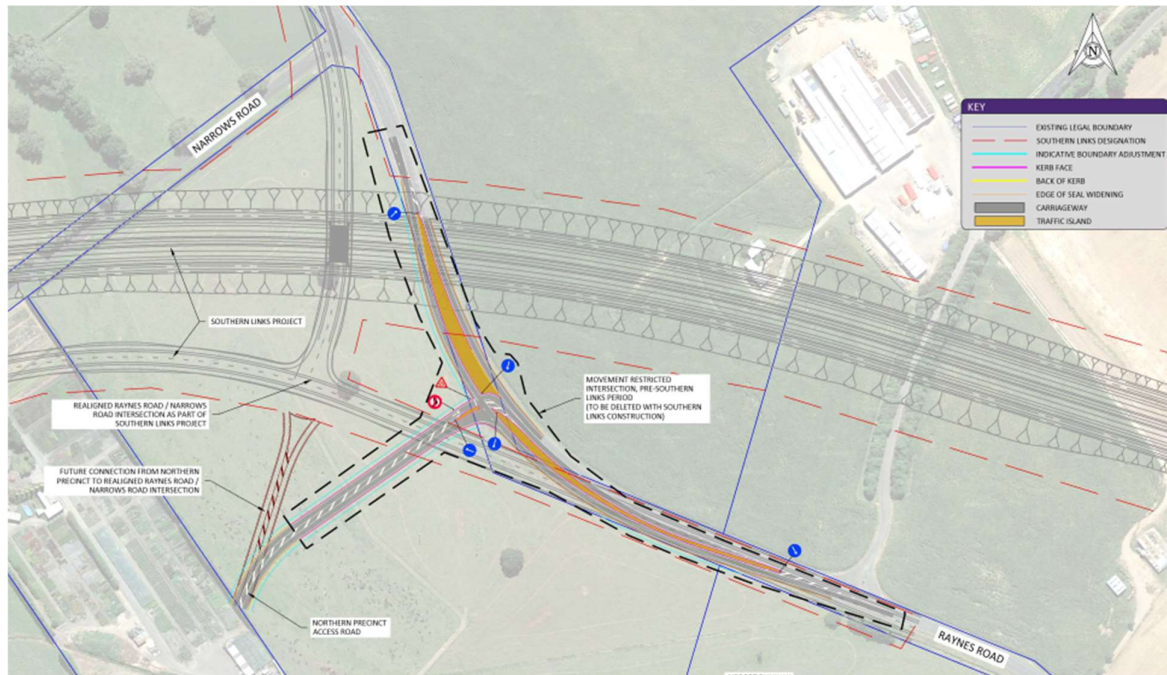 N
KEY
EXISTING LEGAL BOUNDARY
SOUTHERN LINKS DESIGNATION
INDICATIVE BOUNDARY ADJUSTMENT
KERB FACE
BACK OF KERB
EDGE OF SEAL WIDENING
CARRIAGEWAY
TRAFFIC ISLAND
NARROWS ROAD
SOUTHERN LINKS PROJECT
REALIGNED RAYNES ROAD / NARROWS
ROAD INTERSECTION AS PART OF
SOUTHERN LINKS PROJECT
MOVEMENT RESTRICTED
INTERSECTION, PRE-SOUTHERN
LINKS PERIOD
(TO BE DELETED WITH SOUTHERN
LINKS CONSTRUCTION)
FUTURE CONNECTION FROM NORTHERN
PRECINCT TO REALIGNED RAYNES ROAD /
NARROWS ROAD INTERSECTION
NORTHERN PRECINCT
ACCESS ROAD
RAYNES ROAD